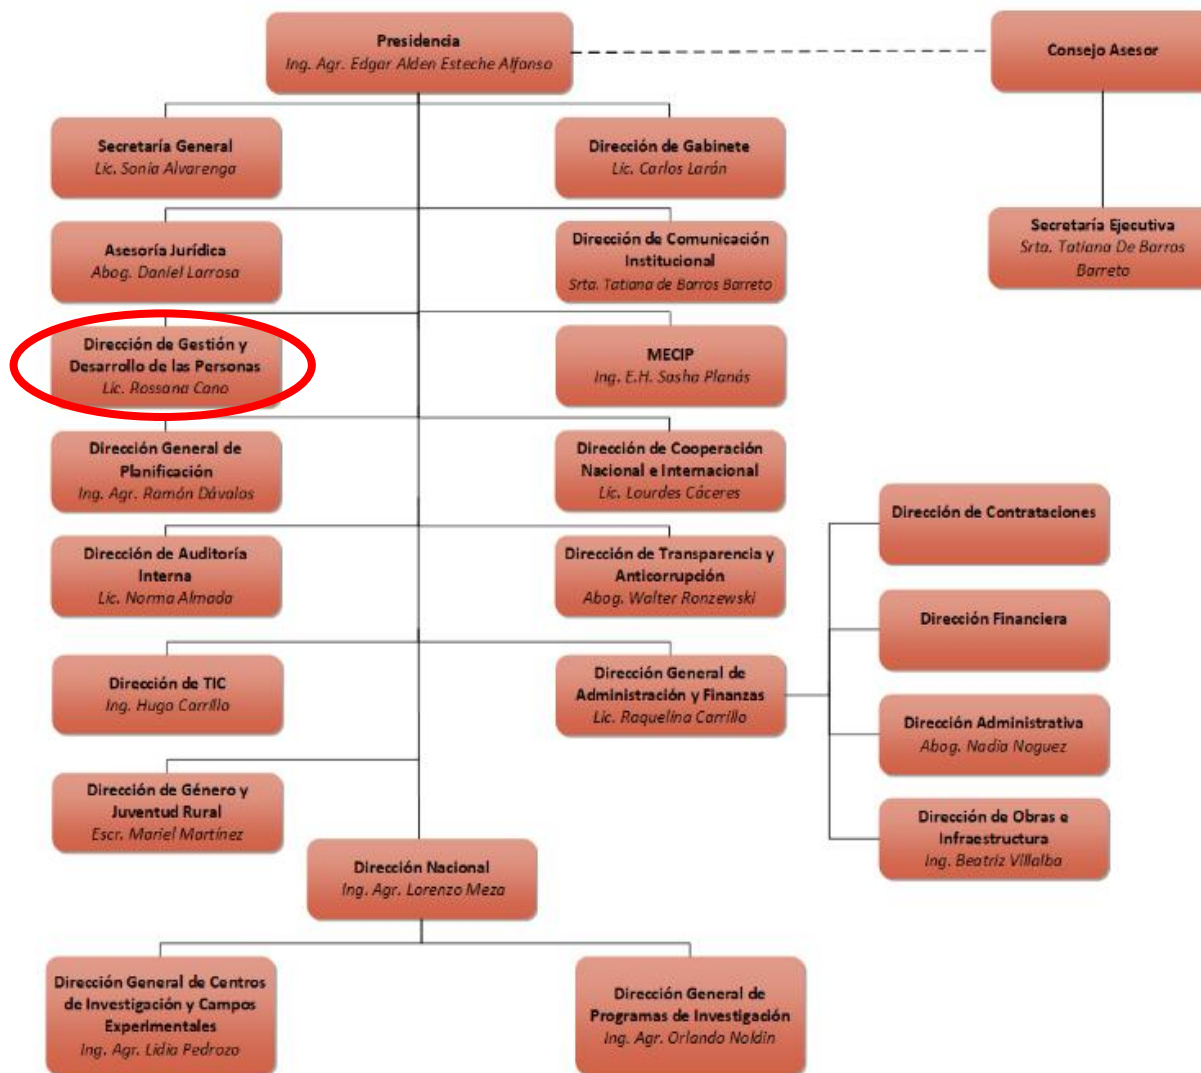 Presidencia
Ing. Agr. Edgar Alden Esteche Alfonso
Consejo Asesor
Secretaría General
Lic. Sonia Alvarenga
Dirección de Gabinete
Lic. Carlos Larán
Secretaría Ejecutiva
Srta. Tatiana De Barros
Barreto
Asesoría Jurídica
Abog. Daniel Larrosa
Dirección de Comunicación
Institucional
Srta. Tatiana de Barros Barreto
Dirección de Gestión y
Desarrollo de las Personas
Lic. Rossana Cano
MECIP
Ing. E.H. Sasha Planás
Dirección General de
Planificación
Ing. Agr. Ramón Dávalos
Dirección de Cooperación
Nacional e Internacional
Lic. Lourdes Cáceres
Dirección de Contrataciones
Dirección de Auditoría
Interna
Lic. Norma Almada
Dirección de Transparencia y
Anticorrupción
Abog. Walter Ronzewski
Dirección Financiera
Dirección de TIC
Ing. Hugo Carrillo
Dirección General de
Administración y Finanzas
Lic. Raquelina Carrillo
Dirección Administrativa
Abog. Nadia Noguez
Dirección de Género y
Juventud Rural
Escr. Mariel Martínez
Dirección de Obras e
Infraestructura
Ing. Beatriz Villalba
Dirección Nacional
Ing. Agr. Lorenzo Meza
Dirección General de Centros
de Investigación y Campos
Experimentales
Ing. Agr. Lidia Pedrozo
Dirección General de
Programas de Investigación
Ing. Agr. Orlando Noldin